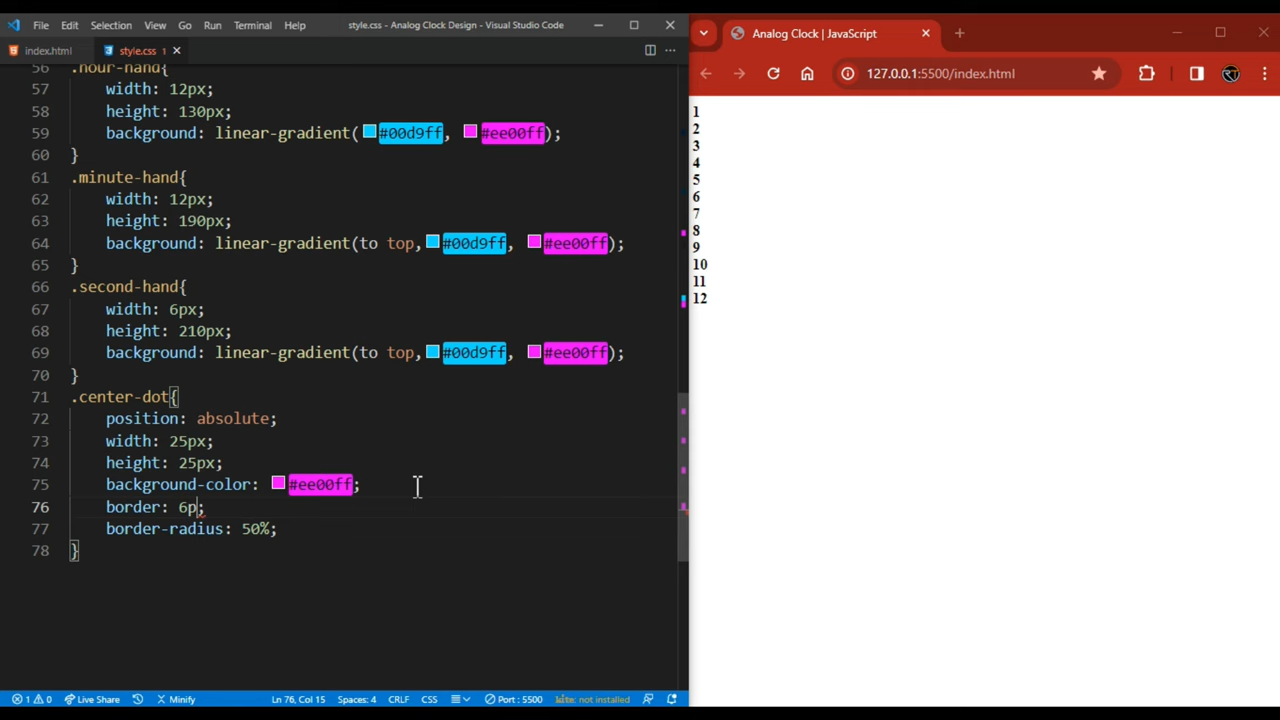 File Edit Selection View Go Run Terminal Help style.css - Analog Clock Design - Visual Studio Code
index.html style.css 1
56 .hour-hand{
57 width: 12px;
58 height: 130px;
59 background: linear-gradient(#00d9ff, #ee00ff);
60 }
61 .minute-hand{
62 width: 12px;
63 height: 190px;
64 background: linear-gradient(to top,#00d9ff, #ee00ff);
65 }
66 .second-hand{
67 width: 6px;
68 height: 210px;
69 background: linear-gradient(to top,#00d9ff, #ee00ff);
70 }
71 .center-dot{
72 position: absolute;
73 width: 25px;
74 height: 25px;
75 background-color: #ee00ff;
76 border: 6p;
77 border-radius: 50%;
78 }
1 0 Live Share Minify Ln 76, Col 15 Spaces: 4 CRLF CSS Port : 5500 kite: not installed
Analog Clock | JavaScript
127.0.0.1:5500/index.html
1
2
3
4
5
6
7
8
9
10
11
12